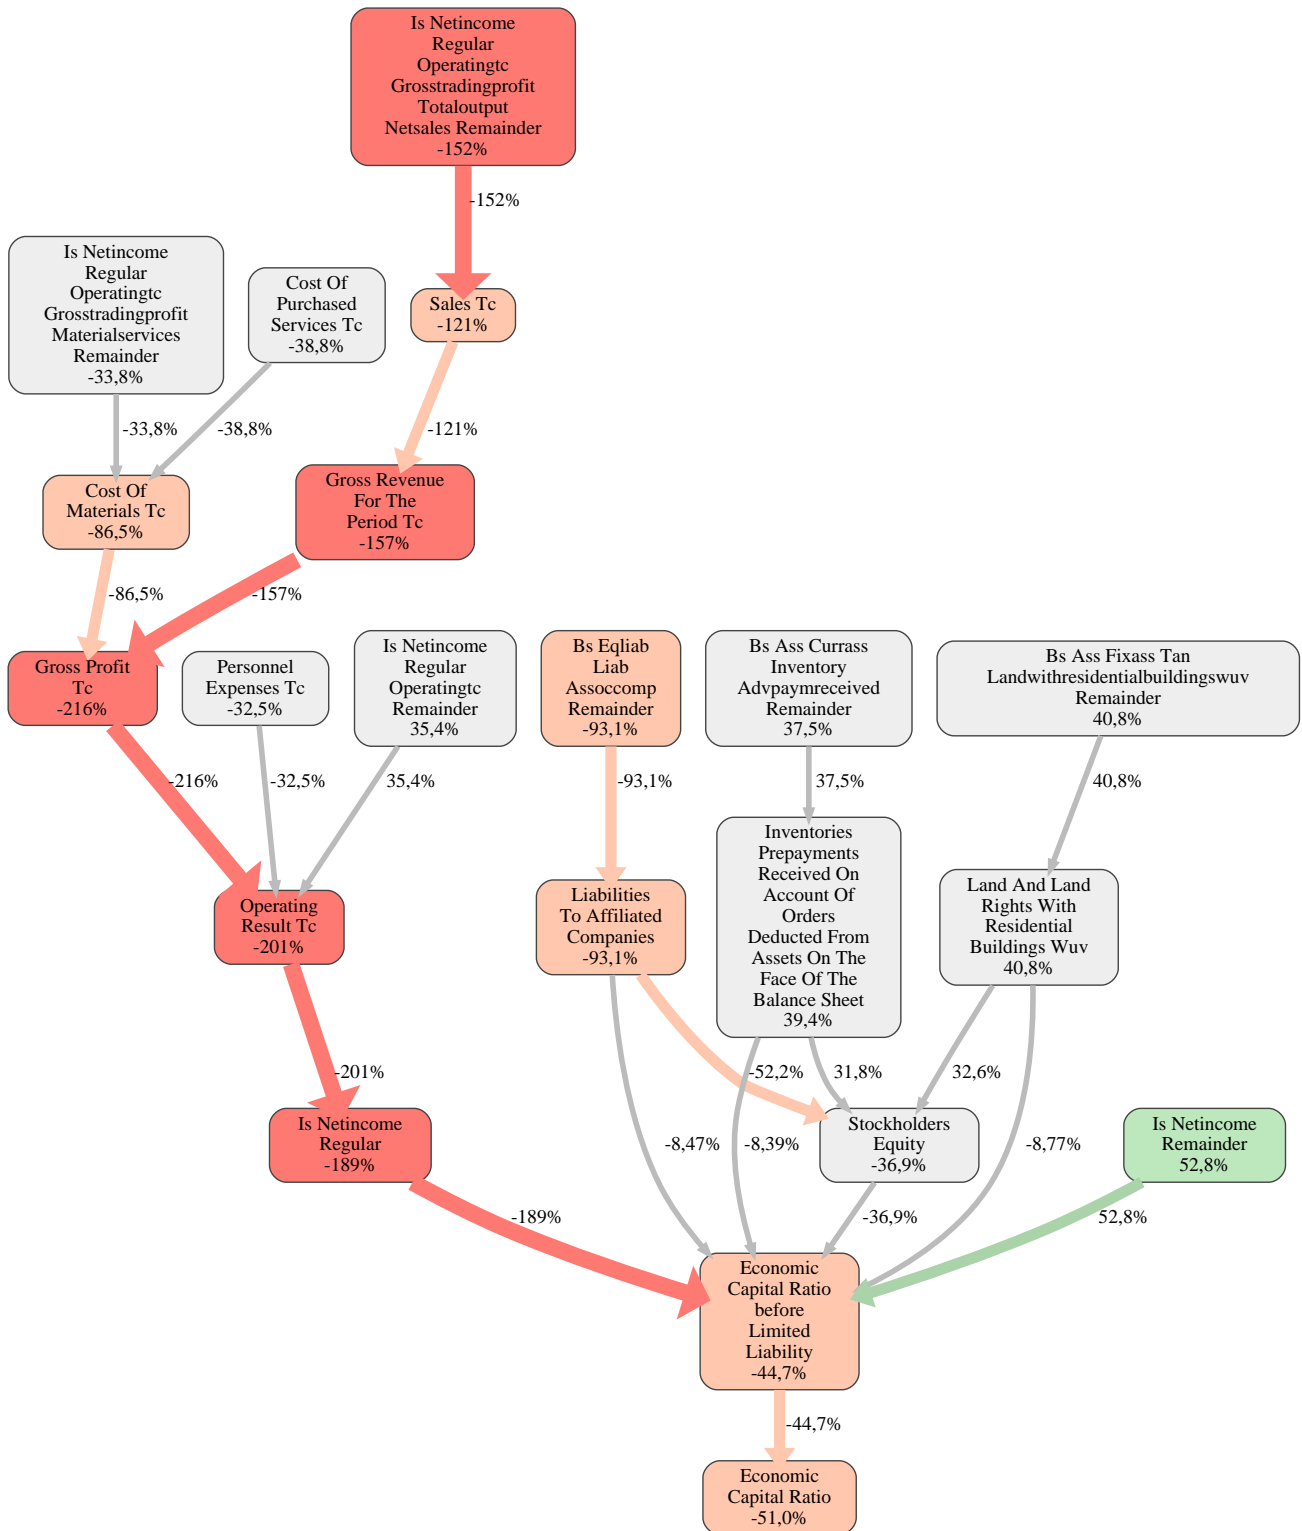 Is Netincome
Regular
Operatingtc
Grosstradingprofit
Totaloutput
Netsales Remainder
-152%
-152%
Is Netincome
Regular
Operatingtc
Grosstradingprofit
Materialservices
Remainder
-33,8%
Cost Of
Purchased
Services Tc
-38,8%
Sales Tc
-121%
-33,8%
-38,8%
-121%
Cost Of
Materials Tc
-86,5%
Gross Revenue
For The
Period Tc
-157%
-86,5%
-157%
Gross Profit
Tc
-216%
Personnel
Expenses Tc
-32,5%
Is Netincome
Regular
Operatingtc
Remainder
35,4%
Bs Eqliab
Liab
Assoccomp
Remainder
-93,1%
Bs Ass Currass
Inventory
Advpaymreceived
Remainder
37,5%
Bs Ass Fixass Tan
Landwithresidentialbuildingswuv
Remainder
40,8%
-216%
-32,5%
35,4%
-93,1%
37,5%
40,8%
Operating
Result Tc
-201%
Liabilities
To Affiliated
Companies
-93,1%
Inventories
Prepayments
Received On
Account Of
Orders
Deducted From
Assets On The
Face Of The
Balance Sheet
39,4%
Land And Land
Rights With
Residential
Buildings Wuv
40,8%
-201%
-52,2%
31,8%
32,6%
Is Netincome
Regular
-189%
-8,47%
-8,39%
Stockholders
Equity
-36,9%
-8,77%
Is Netincome
Remainder
52,8%
-189%
-36,9%
52,8%
Economic
Capital Ratio
before
Limited
Liability
-44,7%
-44,7%
Economic
Capital Ratio
-51,0%